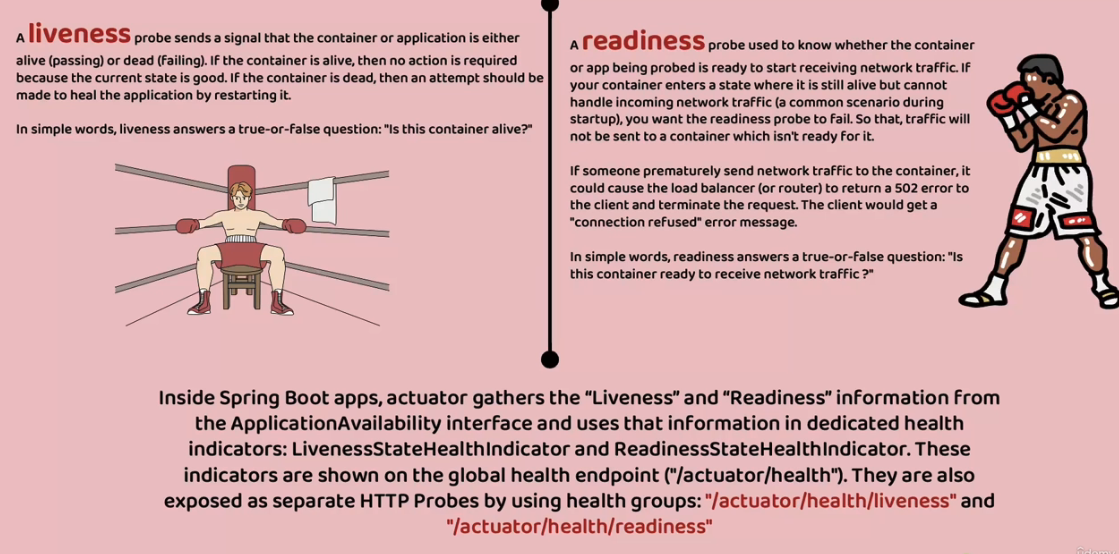 A liveness probe sends a signal that the container or application is either
alive (passing) or dead (failing). If the container is alive, then no action is required
because the current state is good. If the container is dead, then an attempt should be
made to heal the application by restarting it.
In simple words, liveness answers a true-or-false question: "Is this container alive?"
A readiness probe used to know whether the container
or app being probed is ready to start receiving network traffic. If
your container enters a state where it is still alive but cannot
handle incoming network traffic (a common scenario during
startup), you want the readiness probe to fail. So that, traffic will
not be sent to a container which isn't ready for it.
If someone prematurely send network traffic to the container, it
could cause the load balancer (or router) to return a 502 error to
the client and terminate the request. The client would get a
"connection refused" error message.
In simple words, readiness answers a true-or-false question: "Is
this container ready to receive network traffic ?"
Inside Spring Boot apps, actuator gathers the “Liveness” and “Readiness” information from
the ApplicationAvailability interface and uses that information in dedicated health
indicators: LivenessStateHealthIndicator and ReadinessStateHealthIndicator. These
indicators are shown on the global health endpoint ("/actuator/health"). They are also
exposed as separate HTTP Probes by using health groups: "/actuator/health/liveness" and
"/actuator/health/readiness"